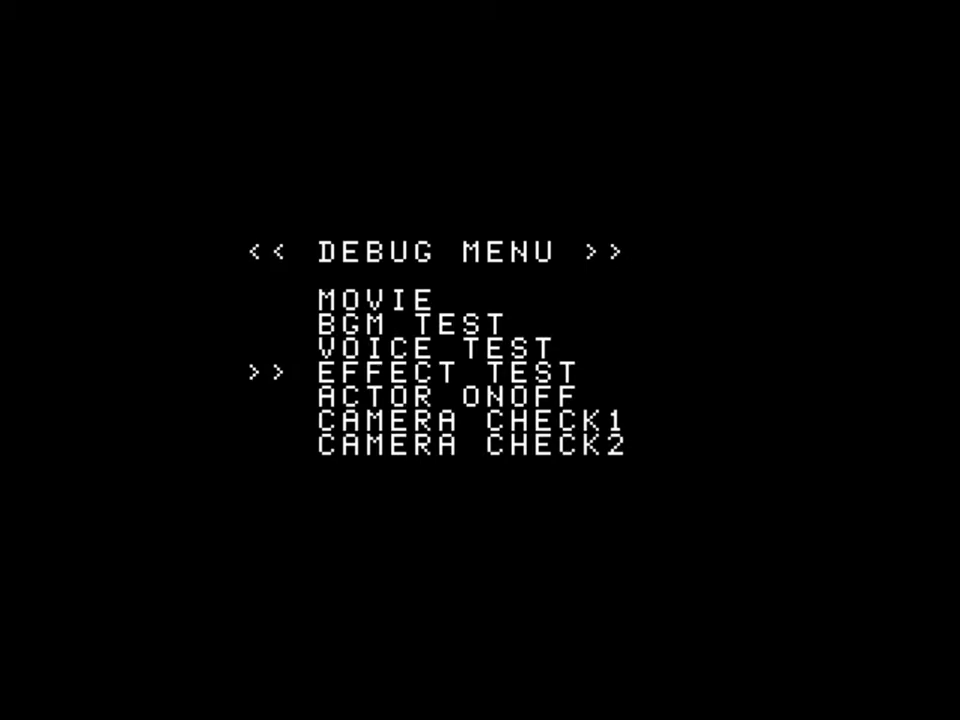 << DEBUG MENU >>
MOVIE
BGM TEST
VOICE TEST
>> EFFECT TEST
ACTOR ONOFF
CAMERA CHECK1
CAMERA CHECK2